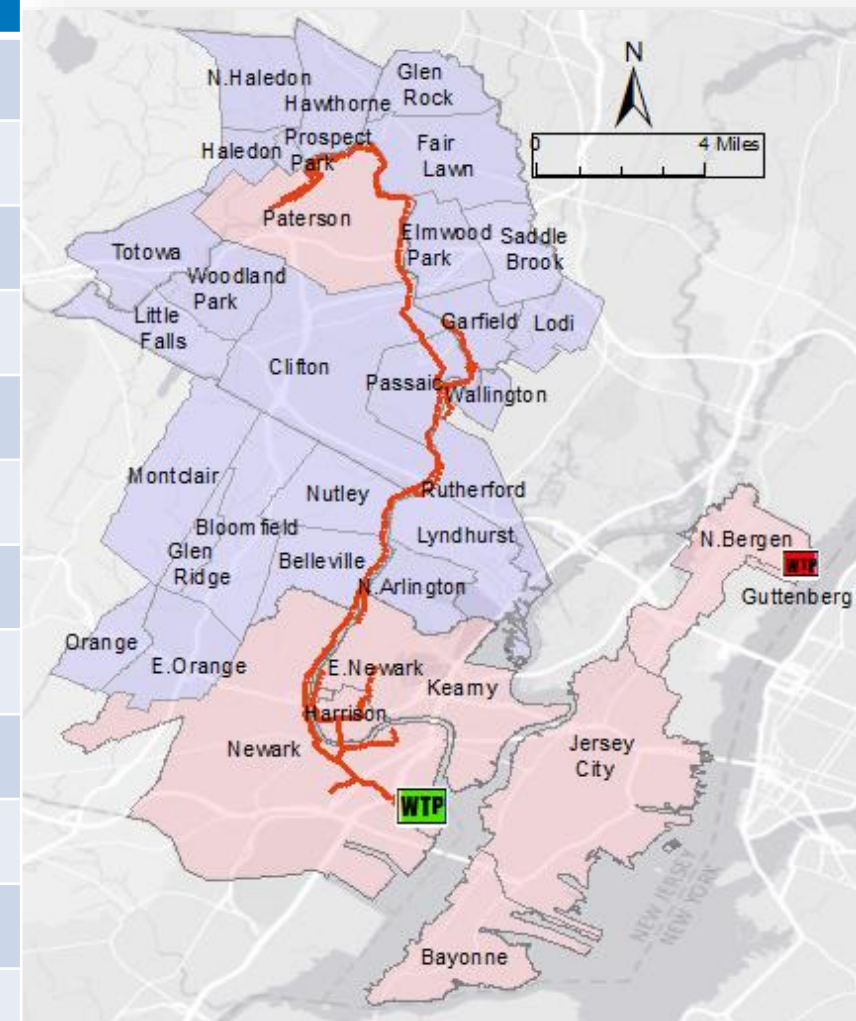 N
0 4 Miles
N.Haledon
Glen
Rock
Hawthorne
Prospect
Park
Haledon
Fair
Lawn
Paterson
Elmwood
Park
Saddle
Brook
Totowa
Woodland
Park
Little
Falls
Garfield
Lodi
Clifton
Passaic
Wallington
Montclair
Nutley
Rutherford
Bloomfield
Lyndhurst
Glen
Ridge
Belleville
N.Arlington
N.Bergen
WTP
Guttenberg
Orange
E.Orange
E.Newark
Kearny
Harrison
Newark
Jersey
City
WTP
NEW JERSEY
NEW YORK
Bayonne